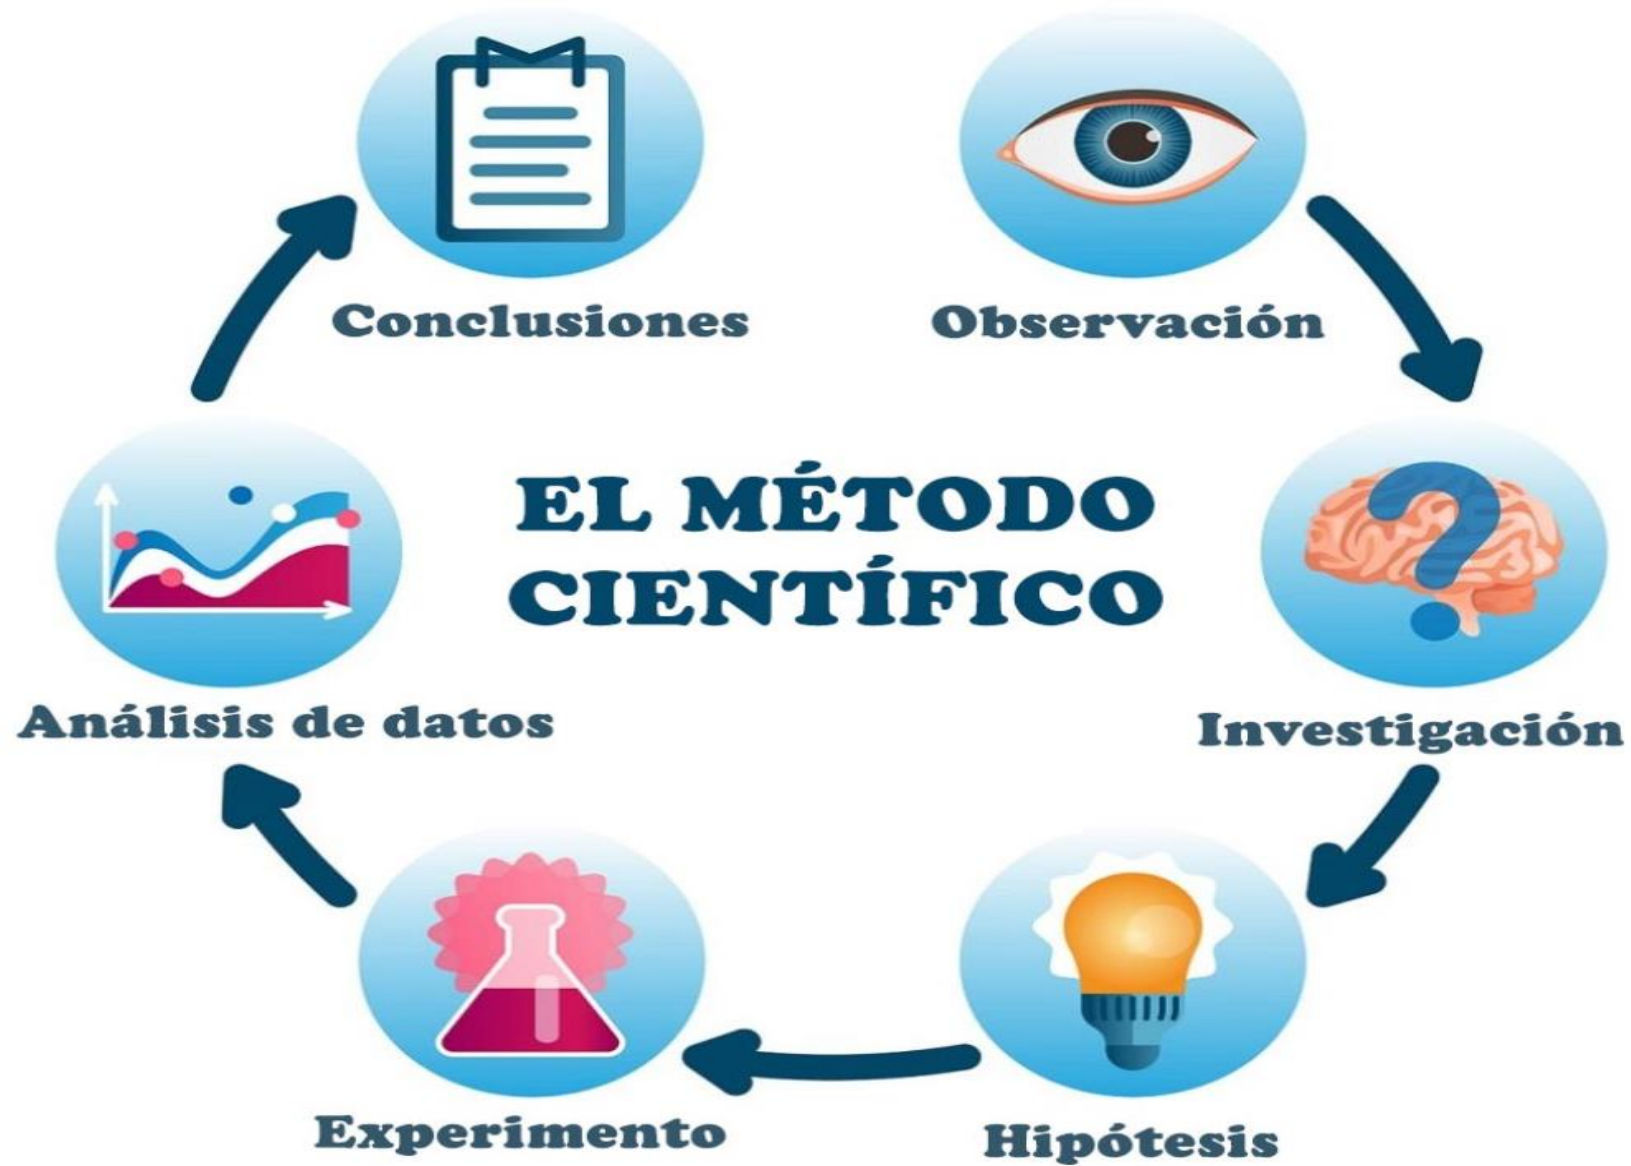 Conclusiones
Observación
EL MÉTODO
CIENTÍFICO
Análisis de datos
Investigación
Experimento
Hipótesis